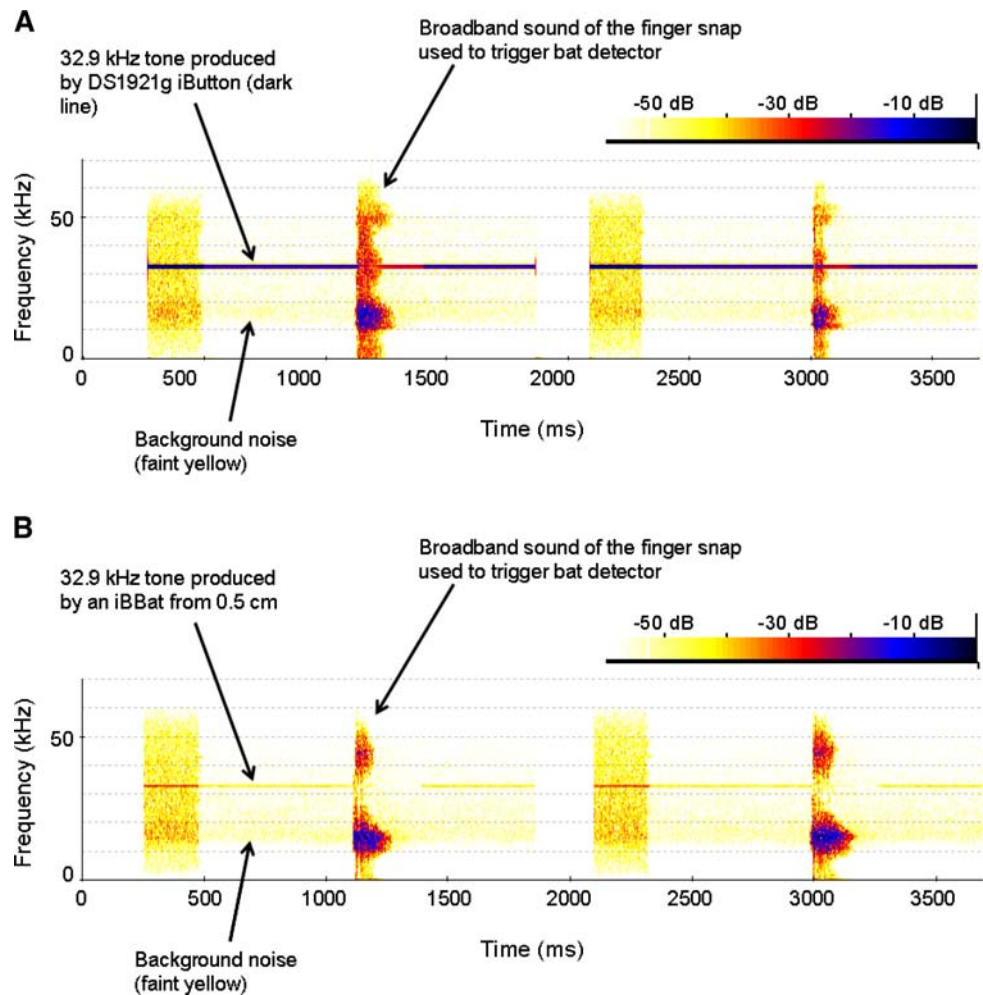 A
Broadband sound of the finger snap
used to trigger bat detector
32.9 kHz tone produced
by DS1921g iButton (dark
line)
-50 dB -30 dB -10 dB
Frequency (kHz)
50
0
0 500 1000 1500 2000 2500 3000 3500
Time (ms)
Background noise
(faint yellow)
B
Broadband sound of the finger snap
used to trigger bat detector
32.9 kHz tone produced
by an iBBat from 0.5 cm
-50 dB -30 dB -10 dB
Frequency (kHz)
50
0
0 500 1000 1500 2000 2500 3000 3500
Time (ms)
Background noise
(faint yellow)